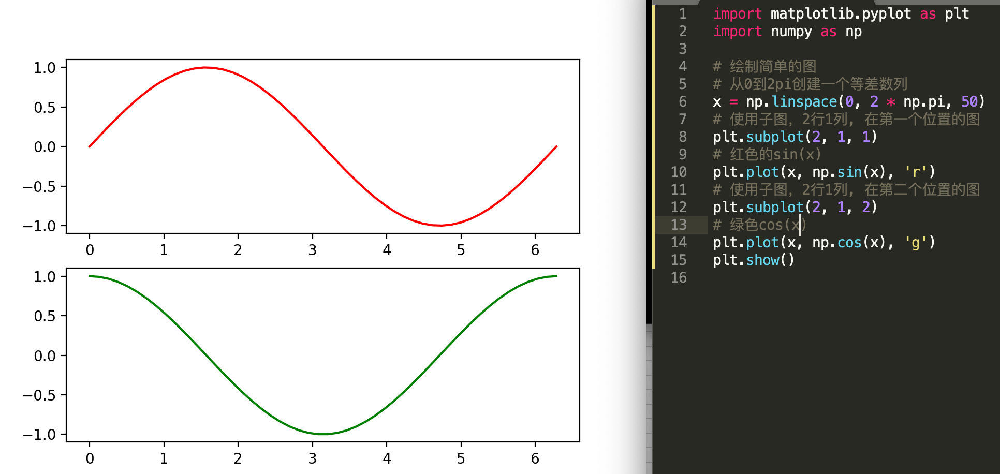 1.0
0.5
0.0
−0.5
−1.0
0 1 2 3 4 5 6
1.0
0.5
0.0
−0.5
−1.0
0 1 2 3 4 5 6
1 import matplotlib.pyplot as plt
2 import numpy as np
3
4 # 绘制简单的图
5 # 从0到2pi创建一个等差数列
6 x = np.linspace(0, 2 * np.pi, 50)
7 # 使用子图，2行1列, 在第一个位置的图
8 plt.subplot(2, 1, 1)
9 # 红色的sin(x)
10 plt.plot(x, np.sin(x), 'r')
11 # 使用子图，2行1列, 在第二个位置的图
12 plt.subplot(2, 1, 2)
13 # 绿色cos(x)
14 plt.plot(x, np.cos(x), 'g')
15 plt.show()
16